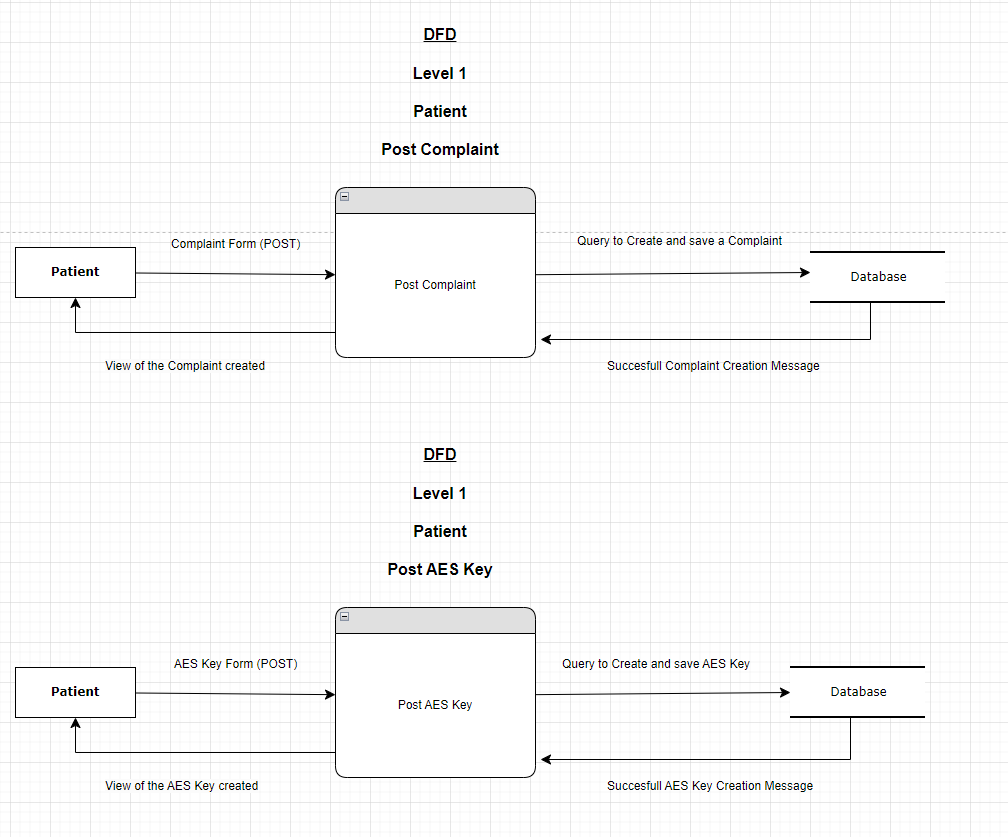 DFD
Level 1
Patient
Post Complaint
Complaint Form (POST)
Query to Create and save a Complaint
Patient
Post Complaint
Database
View of the Complaint created
Succesfull Complaint Creation Message
DFD
Level 1
Patient
Post AES Key
AES Key Form (POST)
Query to Create and save AES Key
Patient
Post AES Key
Database
View of the AES Key created
Succesfull AES Key Creation Message